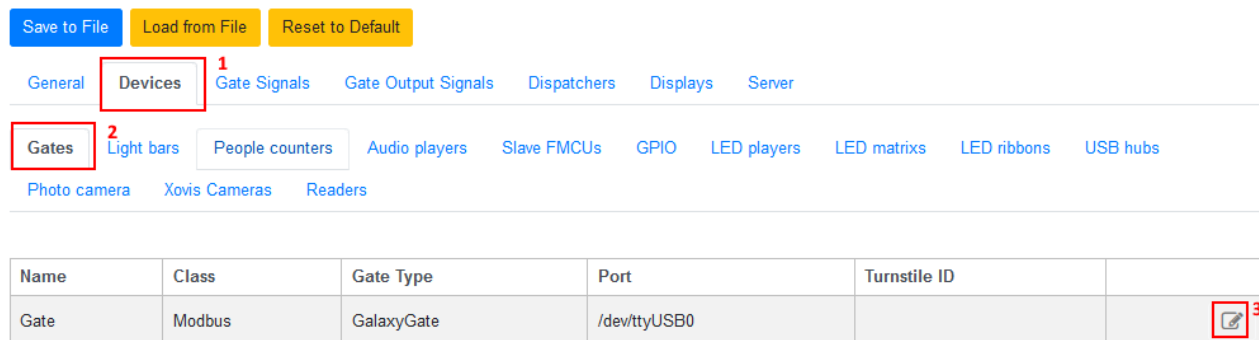 Save to File Load from File Reset to Default
1
General Devices Gate Signals Gate Output Signals Dispatchers Displays Server
2
Gates Light bars People counters Audio players Slave FMCUs GPIO LED players LED matrixs LED ribbons USB hubs
Photo camera Xovis Cameras Readers
Name Class Gate Type Port Turnstile ID
Gate Modbus GalaxyGate /dev/ttyUSB0 3